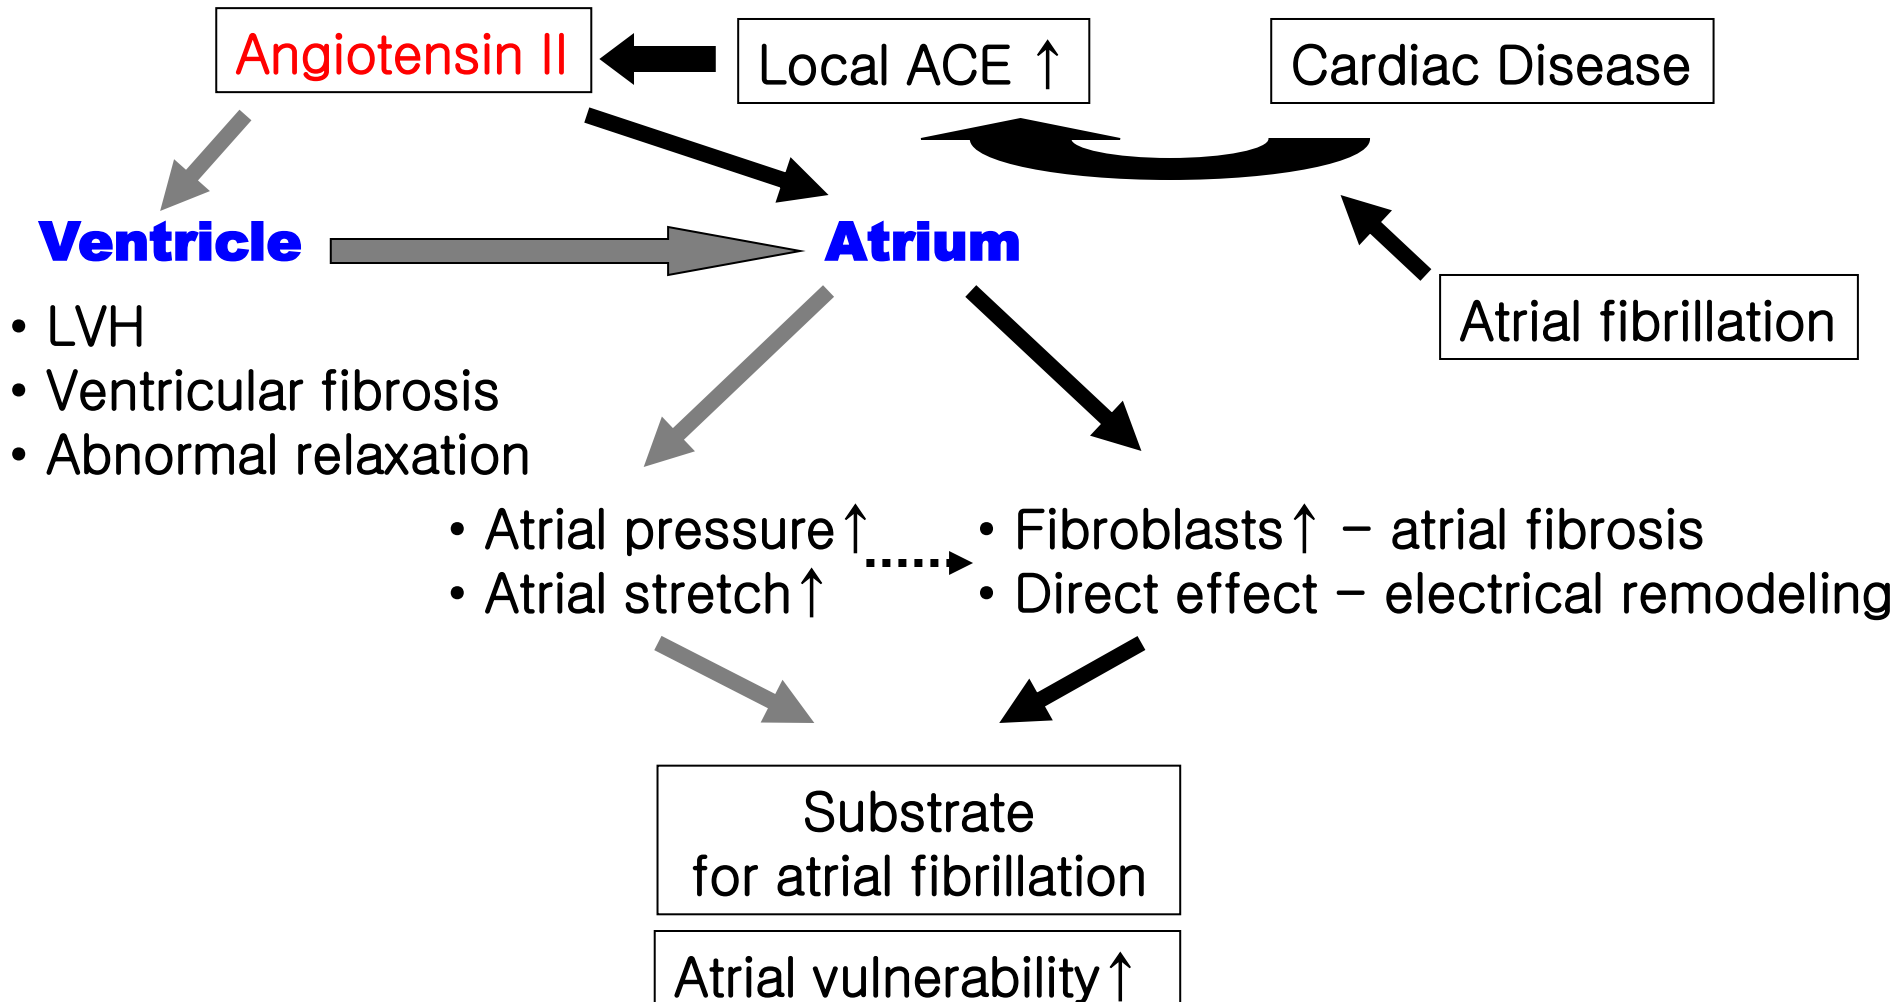 Angiotensin II
Local ACE ↑
Cardiac Disease
Ventricle
Atrium
• LVH
• Ventricular fibrosis
• Abnormal relaxation
Atrial fibrillation
• Atrial pressure↑
• Atrial stretch↑
• Fibroblasts↑ – atrial fibrosis
• Direct effect – electrical remodeling
Substrate
for atrial fibrillation
Atrial vulnerability↑